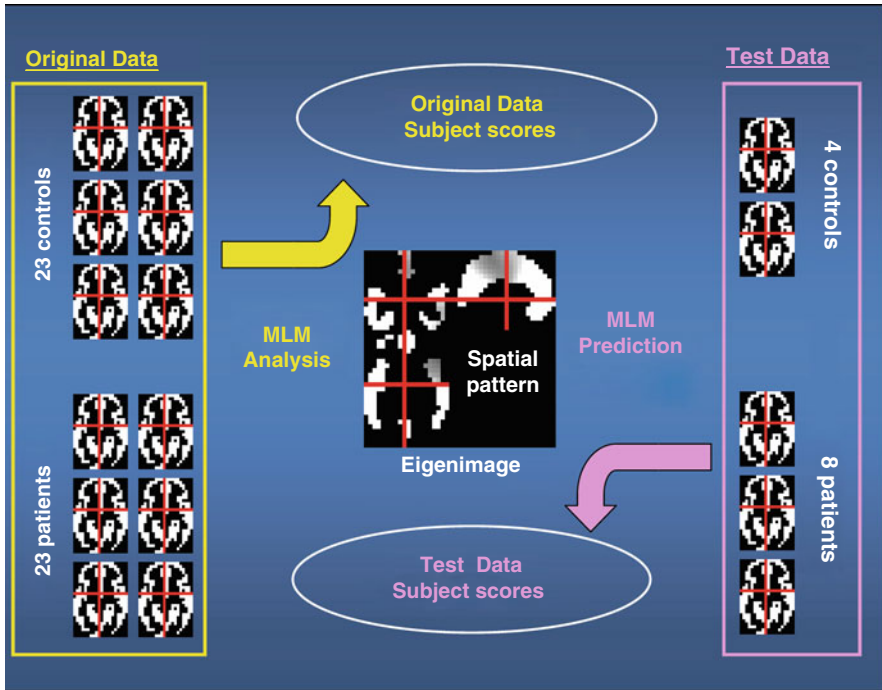 Original Data
23 controls
23 patients
Original Data
Subject scores
MLM
Analysis
Spatial
pattern
Eigenimage
MLM
Prediction
Test Data
Subject scores
Test Data
4 controls
8 patients